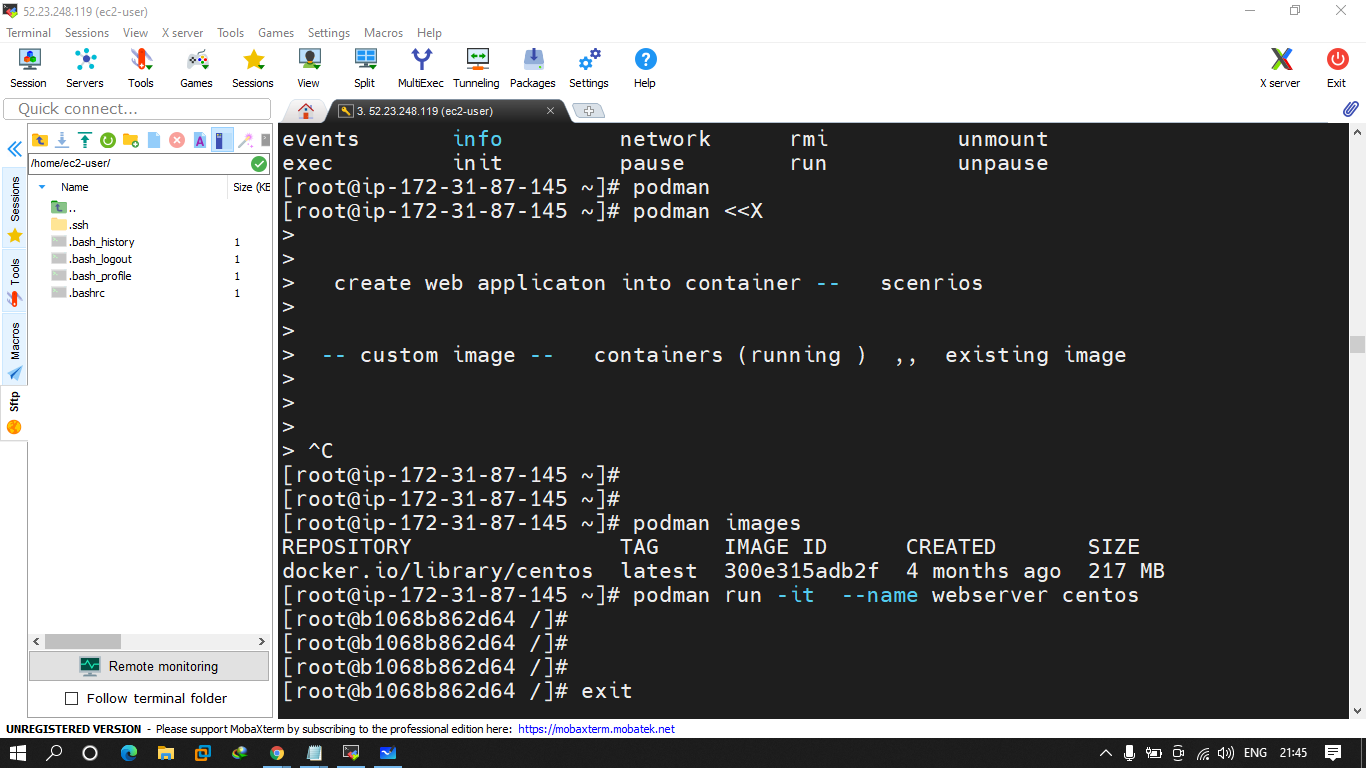 52.23.248.119 (ec2-user)
Terminal Sessions View X server Tools Games Settings Macros Help
Session Servers Tools Games Sessions View Split MultiExec Tunneling Packages Settings Help X server Exit
Quick connect...
3. 52.23.248.119 (ec2-user)
/home/ec2-user/
Name Size (KB
..
.ssh
.bash_history 1
.bash_logout 1
.bash_profile 1
.bashrc 1
Sessions
Tools
Macros
Sftp
Remote monitoring
Follow terminal folder
events info network rmi unmount
exec init pause run unpause
[root@ip-172-31-87-145 ~]# podman
[root@ip-172-31-87-145 ~]# podman <<X
>
>
> create web applicaton into container -- scenrios
>
>
> -- custom image -- containers (running ) ,, existing image
>
>
>
> ^C
[root@ip-172-31-87-145 ~]#
[root@ip-172-31-87-145 ~]#
[root@ip-172-31-87-145 ~]# podman images
REPOSITORY TAG IMAGE ID CREATED SIZE
docker.io/library/centos latest 300e315adb2f 4 months ago 217 MB
[root@ip-172-31-87-145 ~]# podman run -it --name webserver centos
[root@b1068b862d64 /]#
[root@b1068b862d64 /]#
[root@b1068b862d64 /]#
[root@b1068b862d64 /]# exit
UNREGISTERED VERSION - Please support MobaXterm by subscribing to the professional edition here: https://mobaxterm.mobatek.net
ENG 21:45